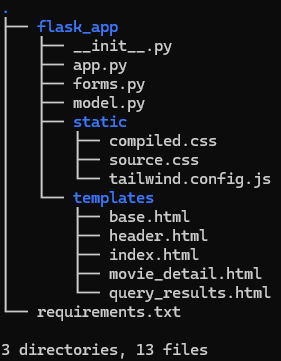 .
├── flask_app
│   ├── __init__.py
│   ├── app.py
│   ├── forms.py
│   ├── model.py
│   ├── static
│   │   ├── compiled.css
│   │   ├── source.css
│   │   └── tailwind.config.js
│   └── templates
│       ├── base.html
│       ├── header.html
│       ├── index.html
│       ├── movie_detail.html
│       └── query_results.html
└── requirements.txt
3 directories, 13 files